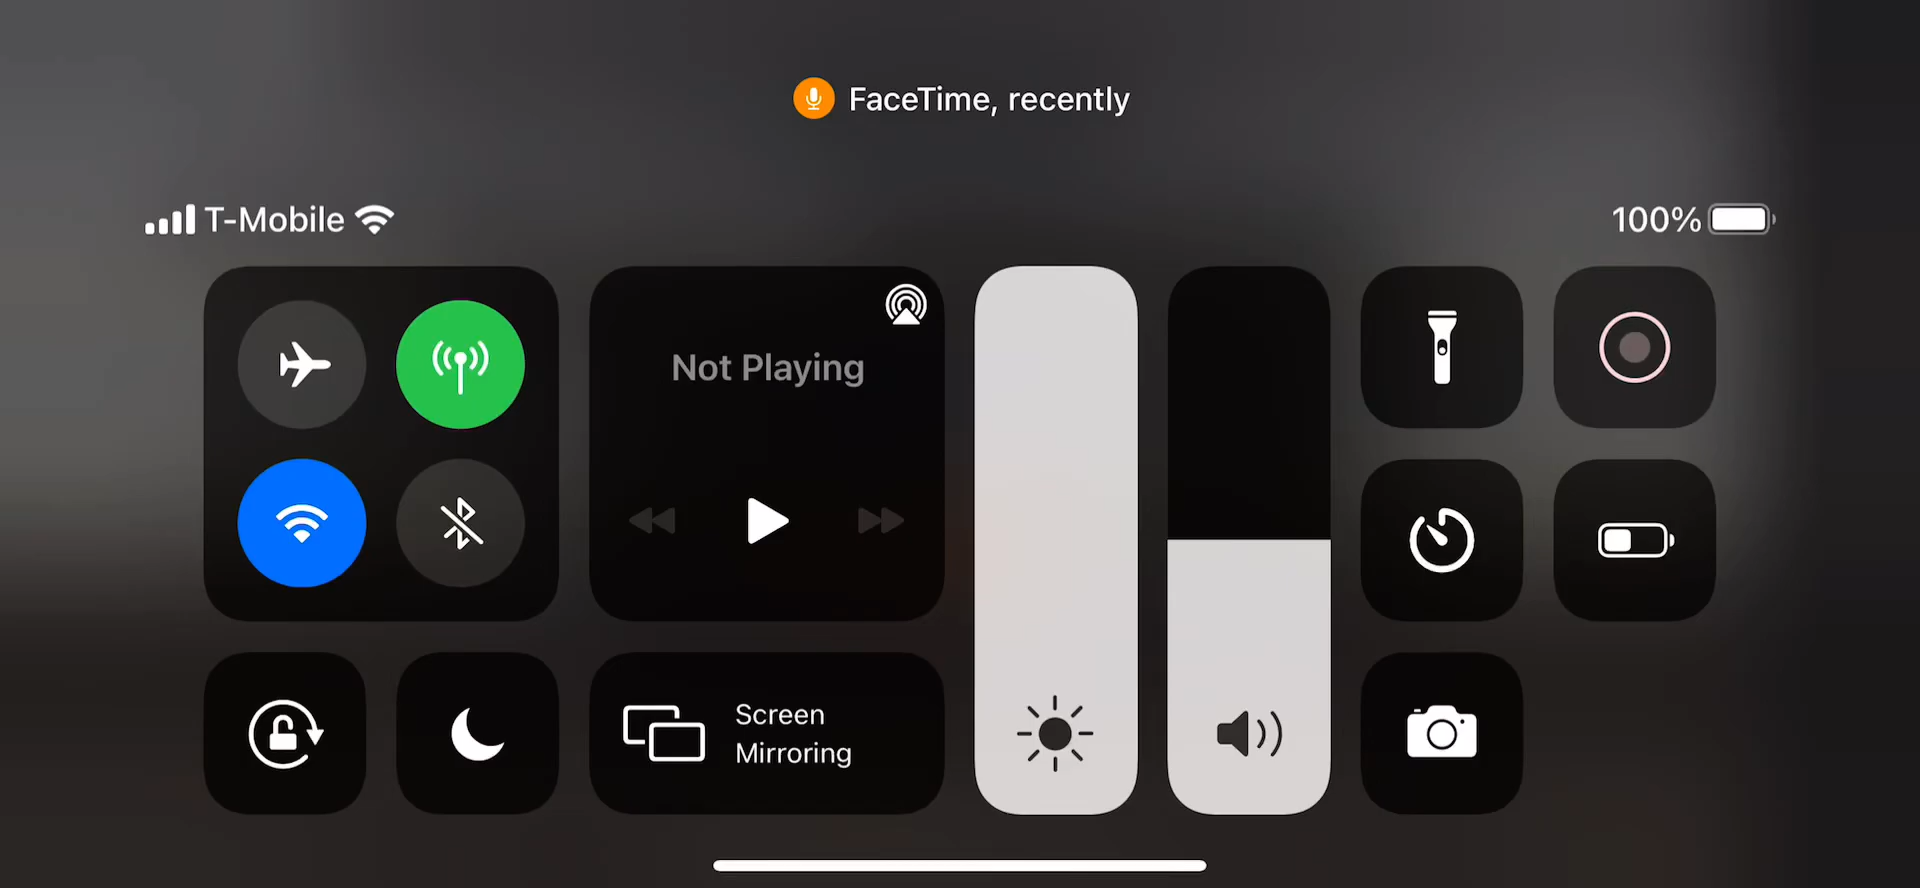 FaceTime, recently
T-Mobile
100%
Not Playing
Screen
Mirroring